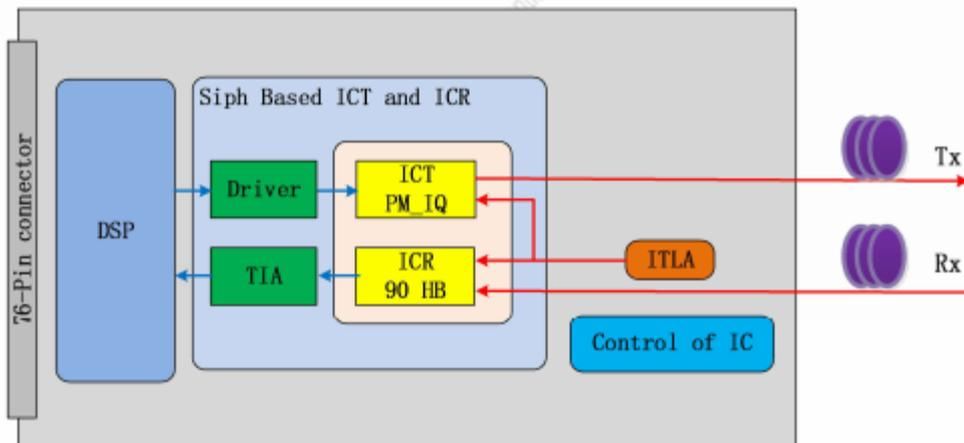 76-Pin connector
DSP
Siph Based ICT and ICR
Driver
ICT
PM_IQ
TIA
ICR
90 HB
ITLA
Control of IC
Tx
Rx